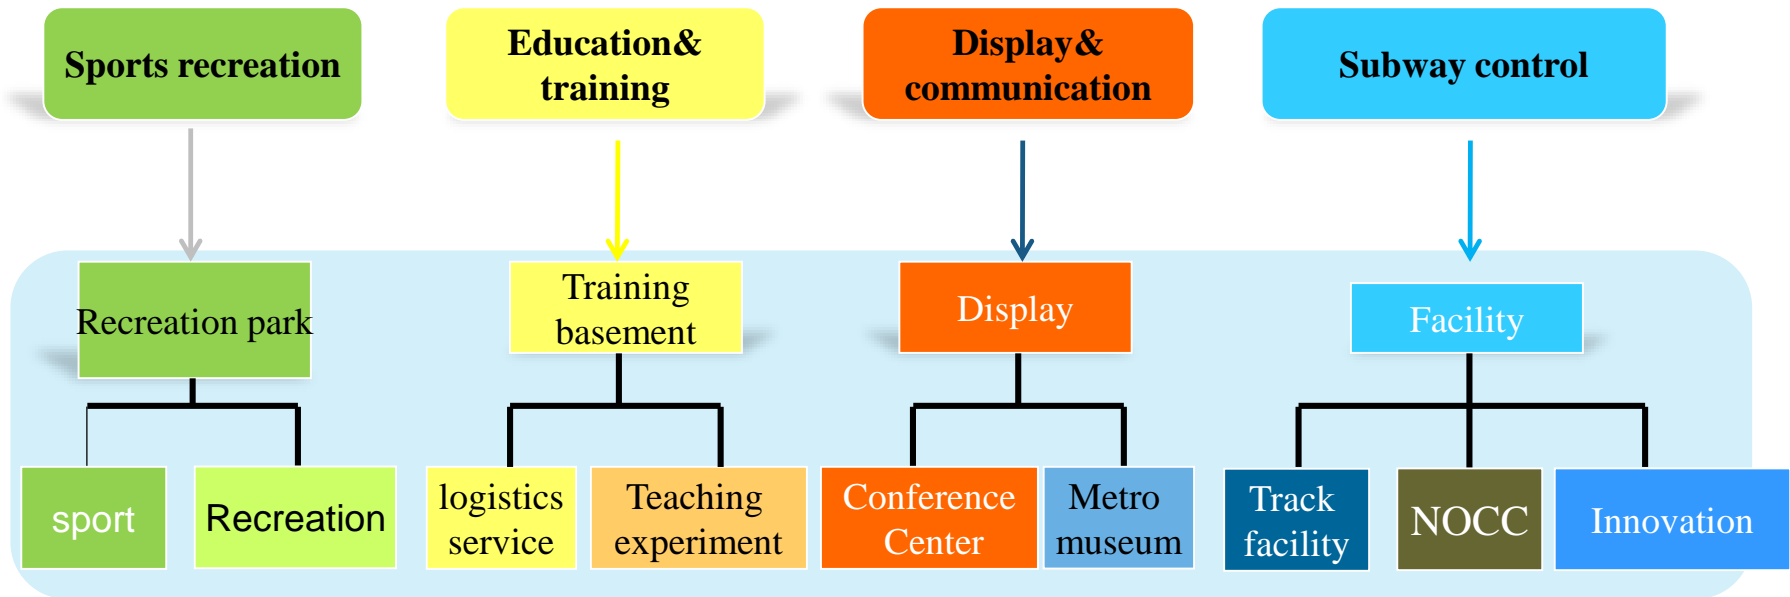 Sports recreation
Education&
training
Display&
communication
Subway control
Recreation park
Training
basement
Display
Facility
sport
Recreation
logistics
service
Teaching
experiment
Conference
Center
Metro
museum
Track
facility
NOCC
Innovation